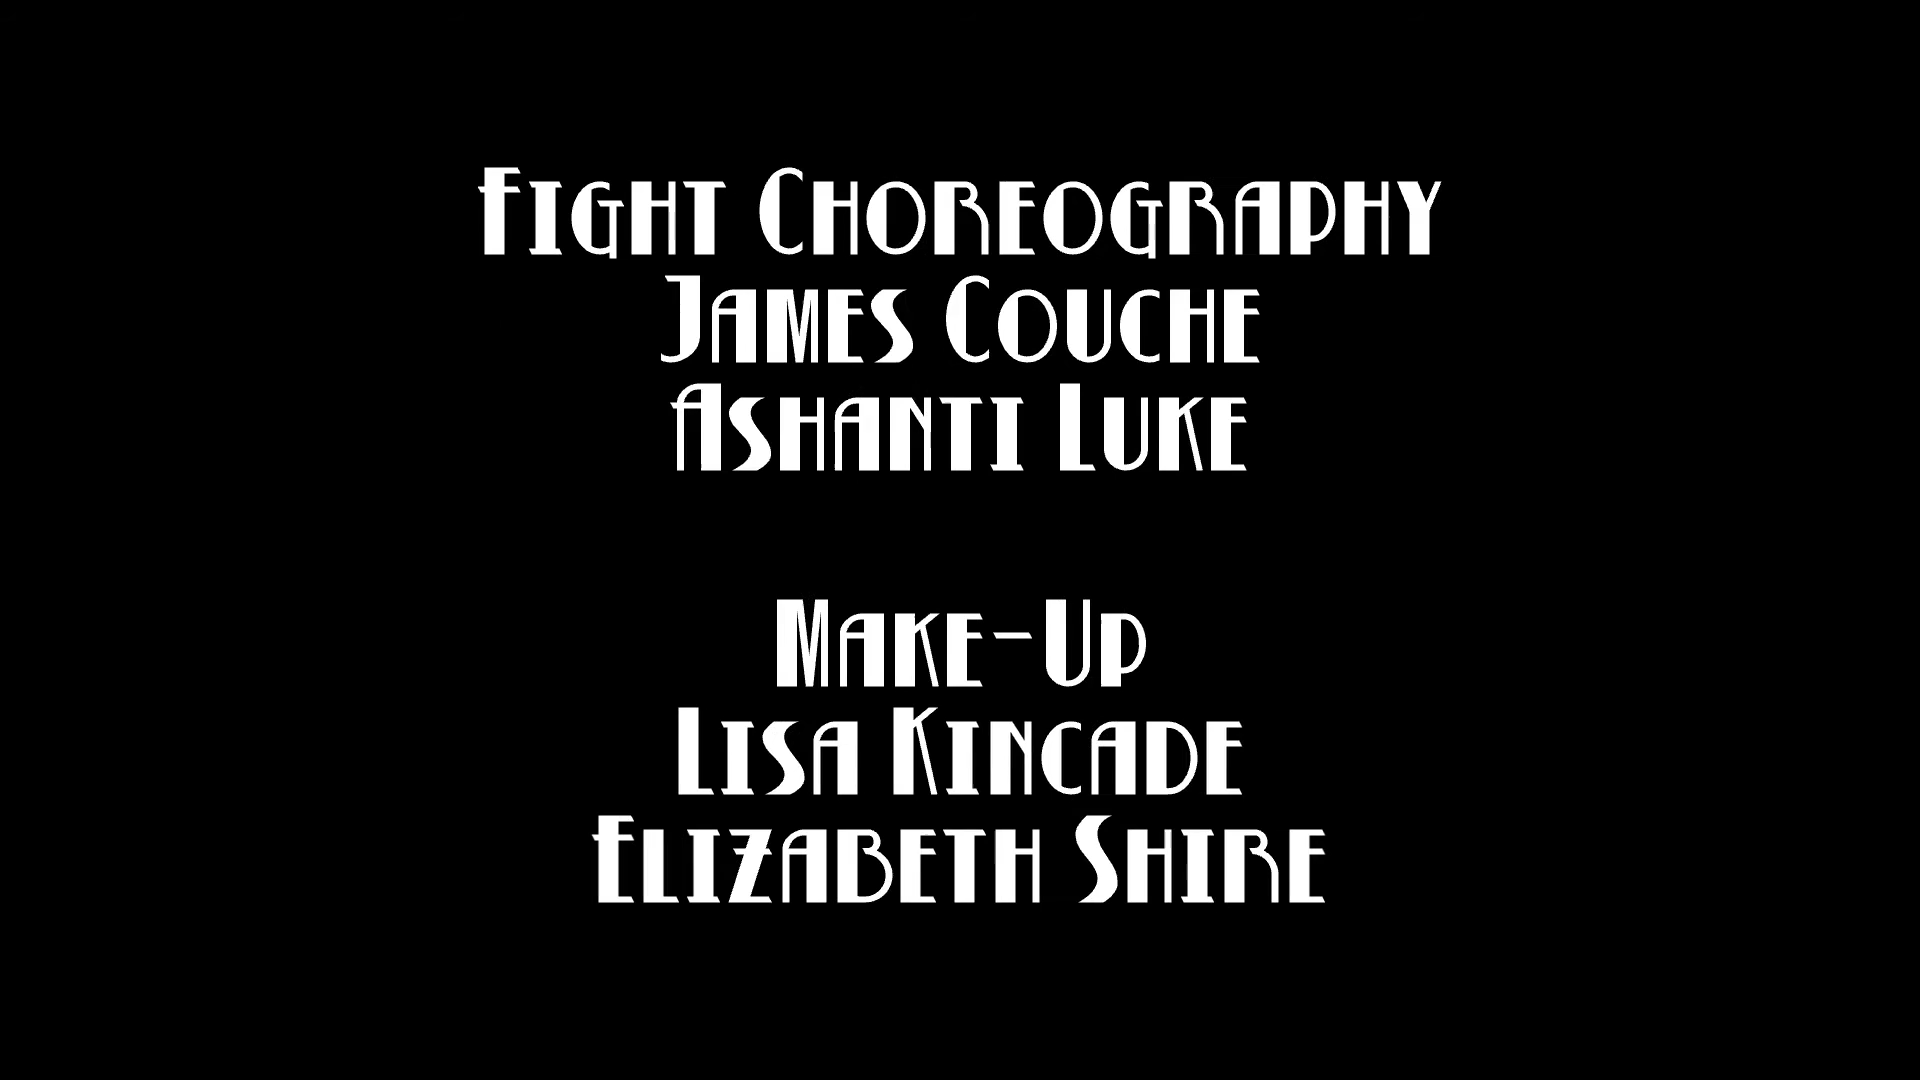 Fight Choreography
James Couche
Ashanti Luke
Make-Up
Lisa Kincade
Elizabeth Shire